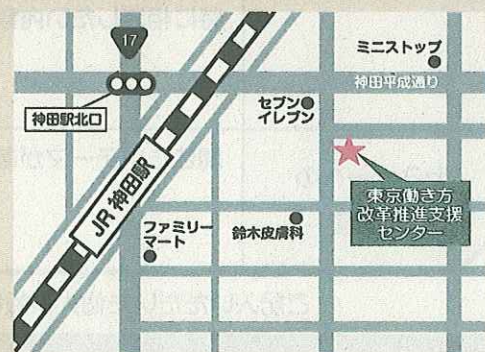 17
ミニストップ
神田平成通り
セブン
イレブン
神田駅北口
JR 神田駅
東京働き方
改革推進支援
センター
ファミリー
マート
鈴木皮膚科